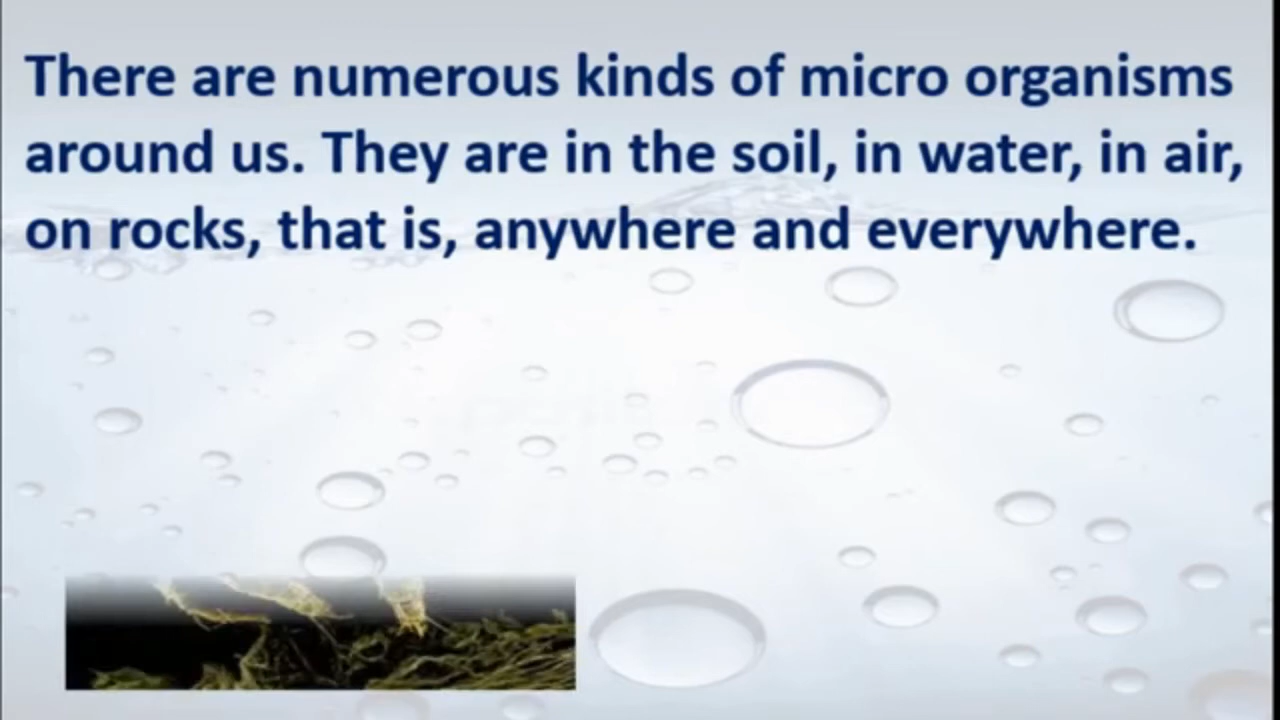 There are numerous kinds of micro organisms
around us. They are in the soil, in water, in air,
on rocks, that is, anywhere and everywhere.